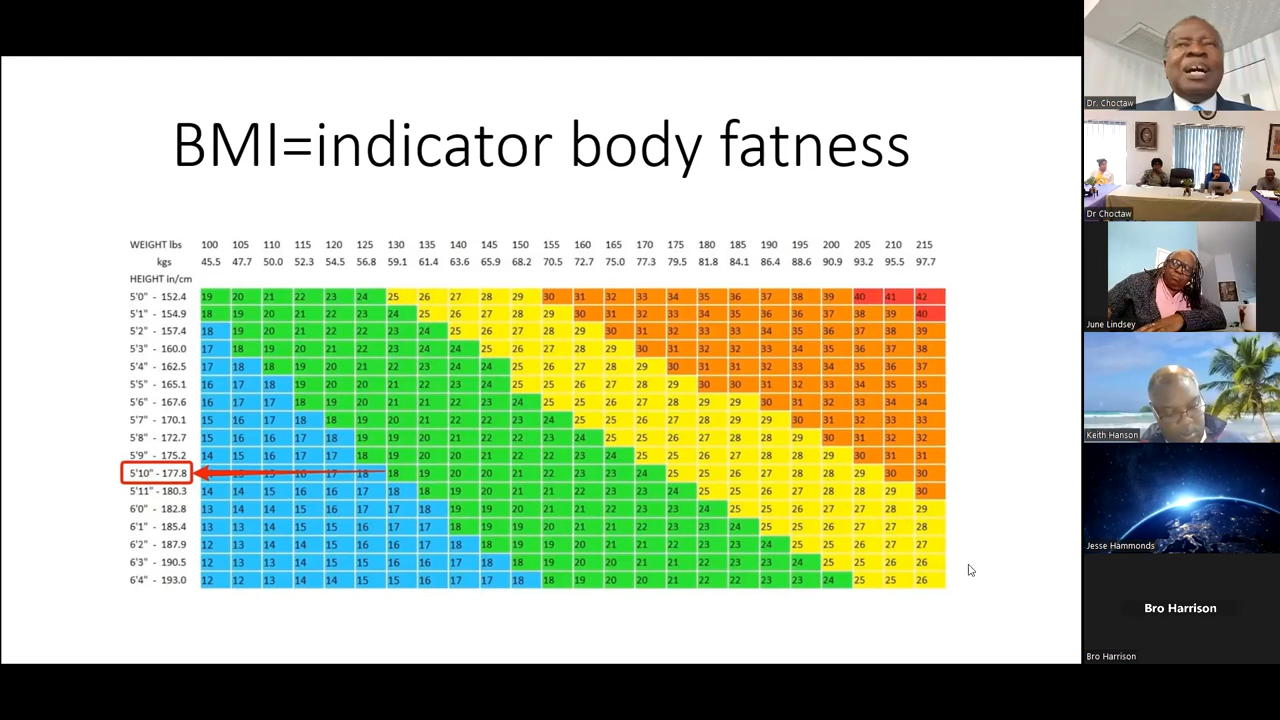 BMI=indicator body fatness
WEIGHT lbs 100 105 110 115 120 125 130 135 140 145 150 155 160 165 170 175 180 185 190 195 200 205 210 215
kgs 45.5 47.7 50.0 52.3 54.5 56.8 59.1 61.4 63.6 65.9 68.2 70.5 72.7 75.0 77.3 79.5 81.8 84.1 86.4 88.6 90.9 93.2 95.5 97.7
HEIGHT in/cm
5'0" - 152.4 19 20 21 22 23 24 25 26 27 28 29 30 31 32 33 34 35 36 37 38 39 40 41 42
5'1" - 154.9 18 19 20 21 22 23 24 25 26 27 28 29 30 31 32 33 34 35 36 36 37 38 39 40
5'2" - 157.4 18 19 20 21 22 22 23 24 25 26 27 28 29 30 31 32 33 33 34 35 36 37 38 39
5'3" - 160.0 17 18 19 20 21 22 23 24 24 25 26 27 28 29 30 31 32 32 33 34 35 36 37 38
5'4" - 162.5 17 18 18 19 20 21 22 23 24 24 25 26 27 28 29 30 31 31 32 33 34 35 36 37
5'5" - 165.1 16 17 18 19 20 20 21 22 23 24 25 25 26 27 28 29 30 30 31 32 33 34 35 35
5'6" - 167.6 16 17 17 18 19 20 21 21 22 23 24 25 25 26 27 28 29 29 30 31 32 33 34 34
5'7" - 170.1 15 16 17 18 18 19 20 21 22 22 23 24 25 25 26 27 28 29 29 30 31 32 33 33
5'8" - 172.7 15 16 16 17 18 19 19 20 21 22 22 23 24 25 25 26 27 28 28 29 30 31 32 32
5'9" - 175.2 14 15 16 17 17 18 19 20 20 21 22 22 23 24 25 25 26 27 28 28 29 30 31 31
5'10" - 177.8 18 19 20 20 21 22 23 23 24 25 25 26 27 28 28 29 30 30
5'11" - 180.3 14 14 15 16 16 17 18 18 19 20 21 21 22 23 23 24 25 25 26 27 28 28 29 30
6'0" - 182.8 13 14 14 15 16 17 17 18 19 19 20 21 21 22 23 23 24 25 25 26 27 27 28 29
6'1" - 185.4 13 13 14 15 15 16 17 17 18 19 19 20 21 21 22 23 23 24 25 25 26 27 27 28
6'2" - 187.9 12 13 14 14 15 16 16 17 18 18 19 19 20 21 21 22 23 23 24 25 25 26 27 27
6'3" - 190.5 12 13 13 14 15 15 16 16 17 18 18 19 20 20 21 21 22 23 23 24 25 25 26 26
6'4" - 193.0 12 12 13 14 14 15 15 16 17 17 18 18 19 20 20 21 22 22 23 23 24 25 25 26
Dr. Choctaw
Dr Choctaw
June Lindsey
Keith Hanson
Jesse Hammonds
Bro Harrison
Bro Harrison